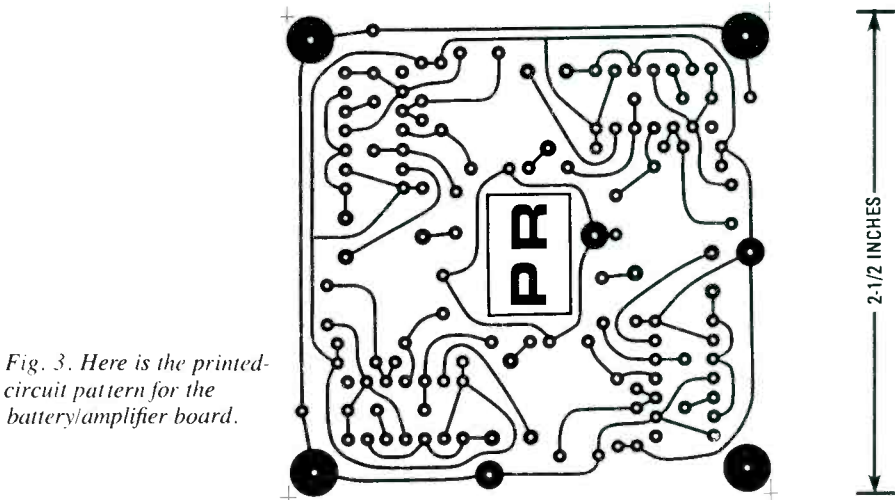 Fig. 3. Here is the printed-
circuit pattern for the
battery/amplifier board.
PR
2-1/2 INCHES